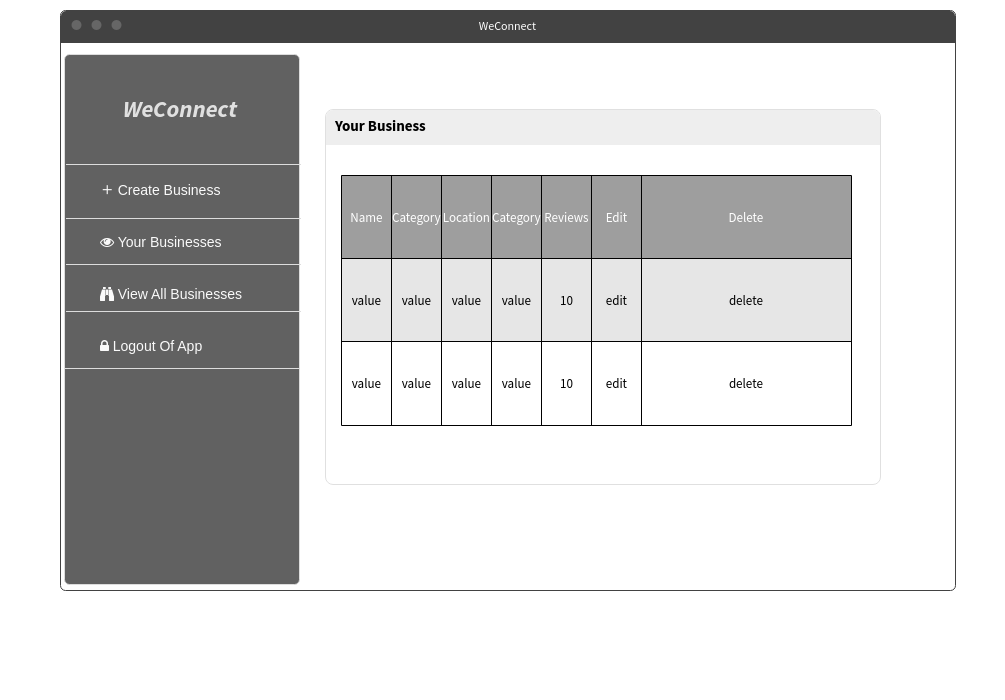 WeConnect
WeConnect
+ Create Business
Your Businesses
View All Businesses
Logout Of App
Your Business
Name Category Location Category Reviews Edit Delete
value value value value 10 edit delete
value value value value 10 edit delete